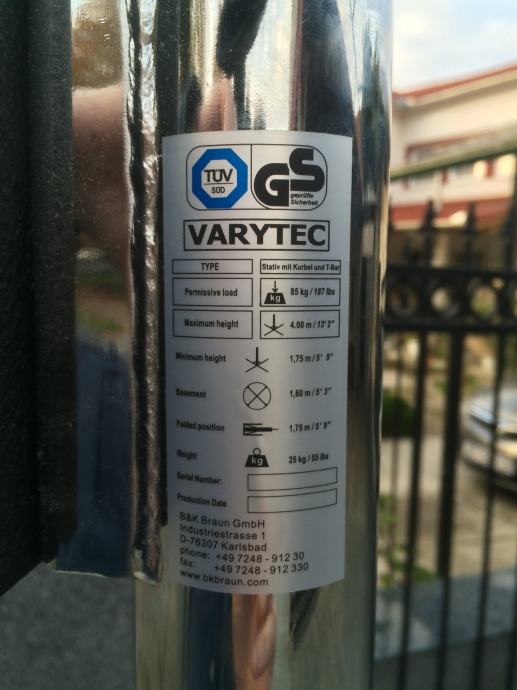 TÜV
SÜD
GS
geprüfte
Sicherheit
VARYTEC
TYPE Stativ mit Kurbel und T-Bar
Permissive load kg 85 kg / 187 lbs
Maximum height 4.00 m / 13' 2"
Minimum height 1,75 m / 5' 9"
Basement 1,60 m / 5' 3"
Folded position 1,75 m / 5' 9"
Weight kg 25 kg / 55 lbs
Serial Number:
Production Date
B&K Braun GmbH
Industriestrasse 1
D-76307 Karlsbad
phone: +49 7248 - 912 30
fax: +49 7248 - 912 330
www.bkbraun.com